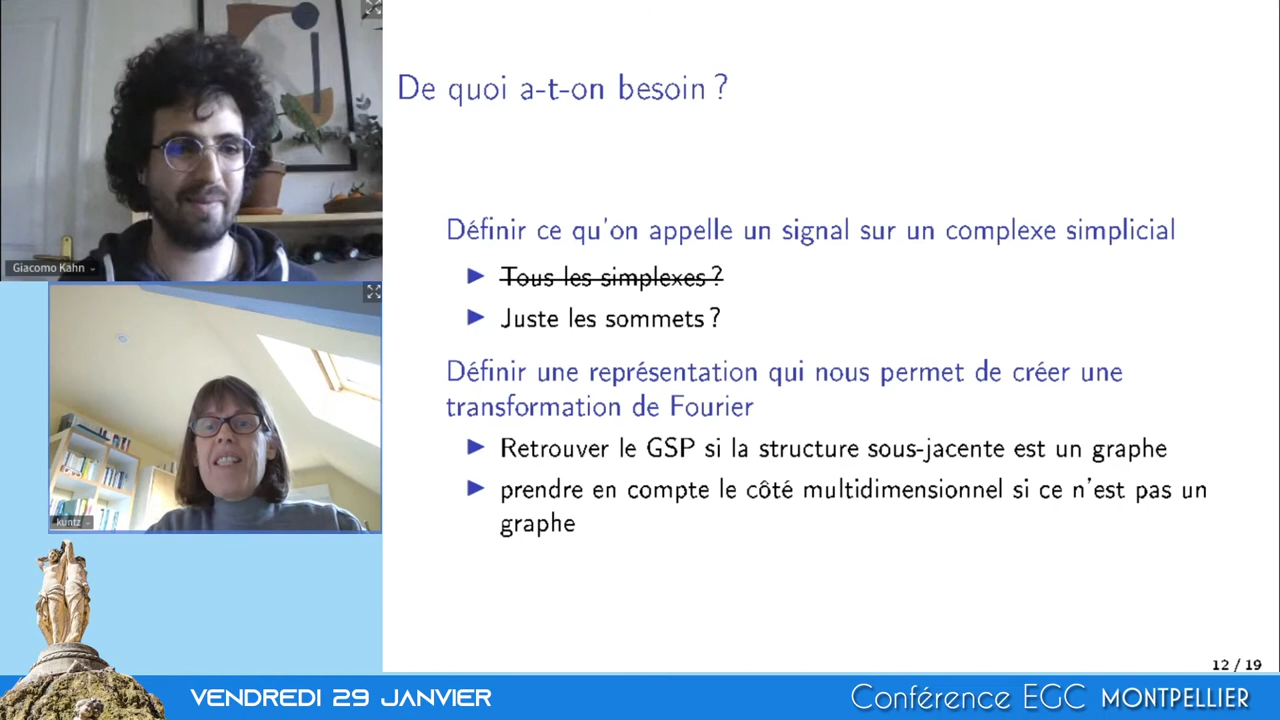 De quoi a-t-on besoin ?
Giacomo Kahn
Définir ce qu'on appelle un signal sur un complexe simplicial
Tous les simplexes ?
Juste les sommets ?
Définir une représentation qui nous permet de créer une
transformation de Fourier
Retrouver le GSP si la structure sous-jacente est un graphe
prendre en compte le côté multidimensionnel si ce n'est pas un
graphe
kuntz
12 / 19
VENDREDI 29 JANVIER
Conférence EGC MONTPELLIER